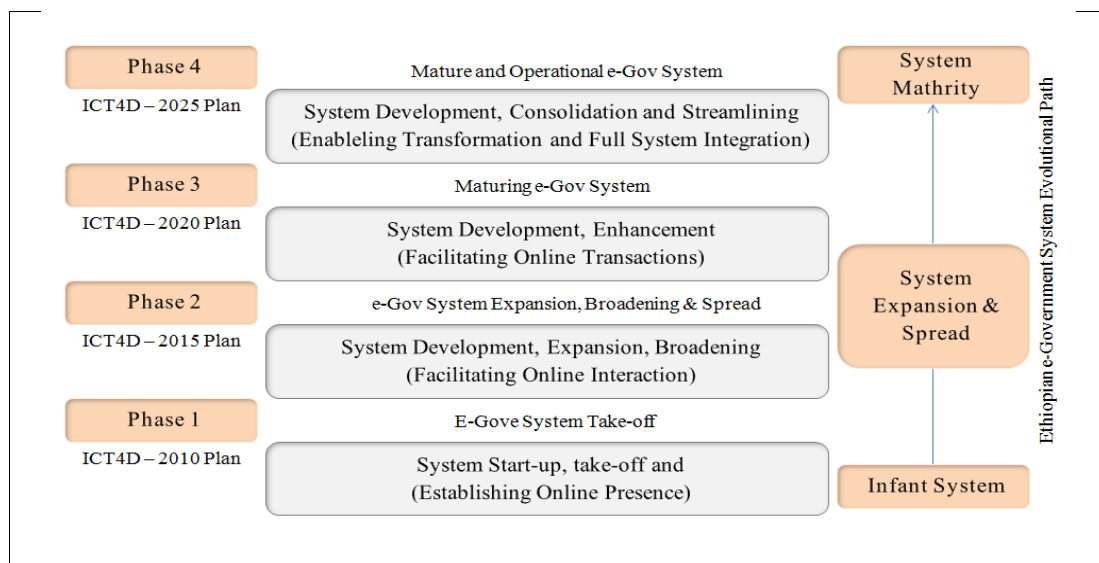 Phase 4
ICT4D – 2025 Plan
Mature and Operational e-Gov System
System Development, Consolidation and Streamlining
(Enableling Transformation and Full System Integration)
System
Mathrity
Phase 3
ICT4D – 2020 Plan
Maturing e-Gov System
System Development, Enhancement
(Facilitating Online Transactions)
Phase 2
ICT4D – 2015 Plan
e-Gov System Expansion, Broadening & Spread
System Development, Expansion, Broadening
(Facilitating Online Interaction)
System
Expansion &
Spread
Phase 1
ICT4D – 2010 Plan
E-Gove System Take-off
System Start-up, take-off and
(Establishing Online Presence)
Infant System
Ethiopian e-Government System Evolutional Path